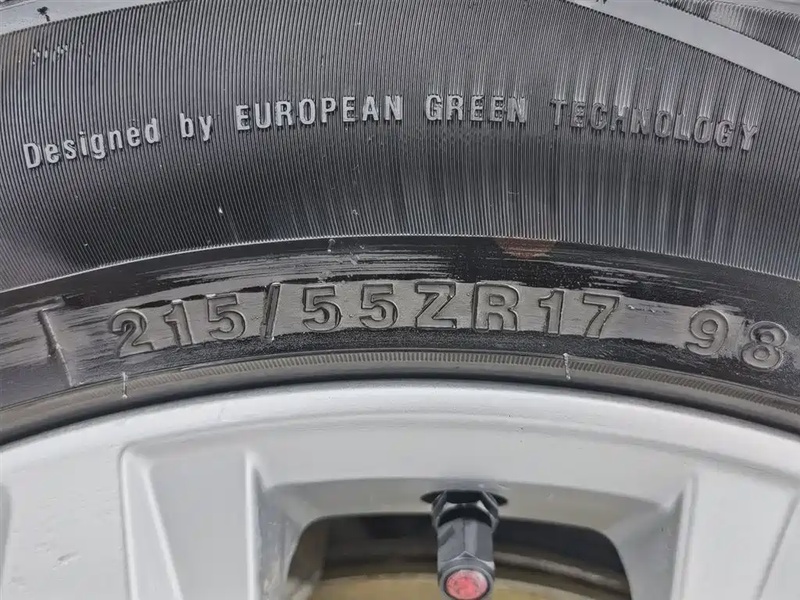 Designed by EUROPEAN GREEN TECHNOLOGY
215/55ZR17 98